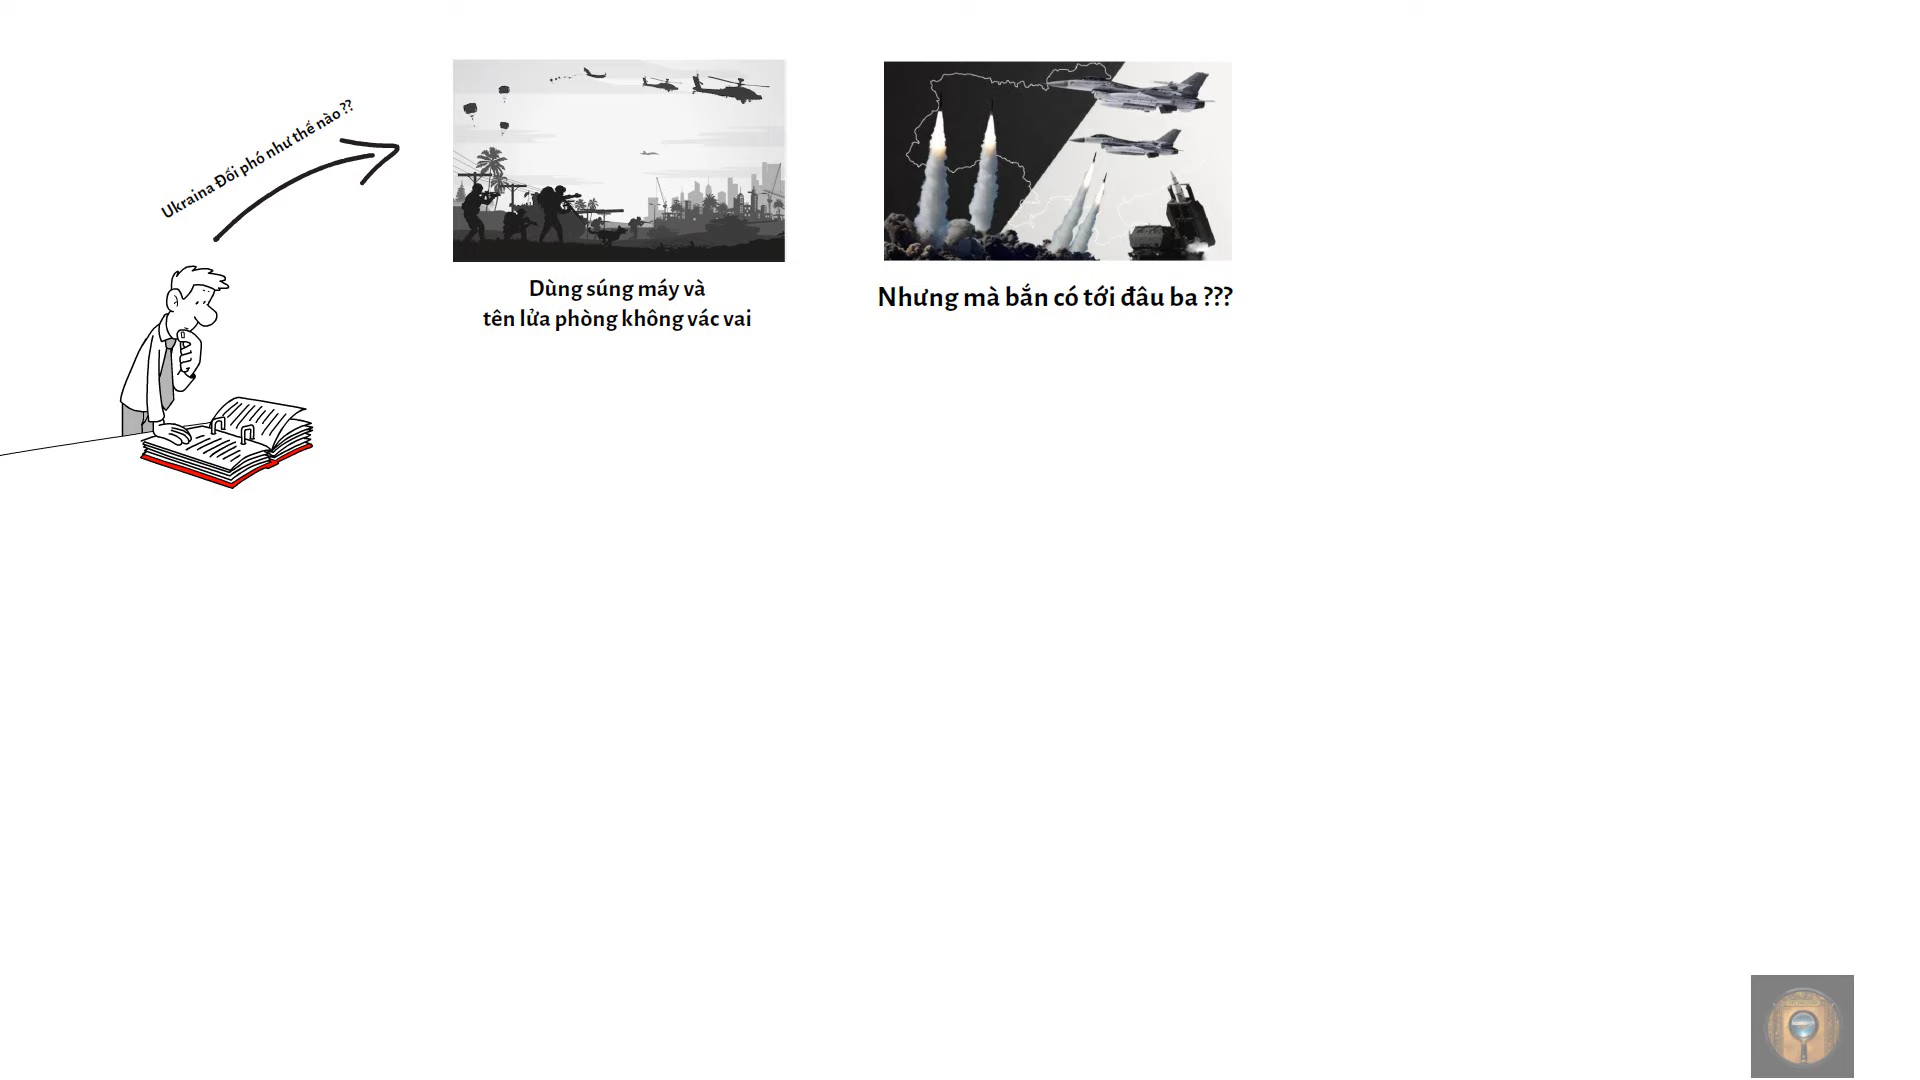 Ukraina Đối phó như thế nào ??
Dùng súng máy và
tên lửa phòng không vác vai
Nhưng mà bắn có tới đâu ba ???